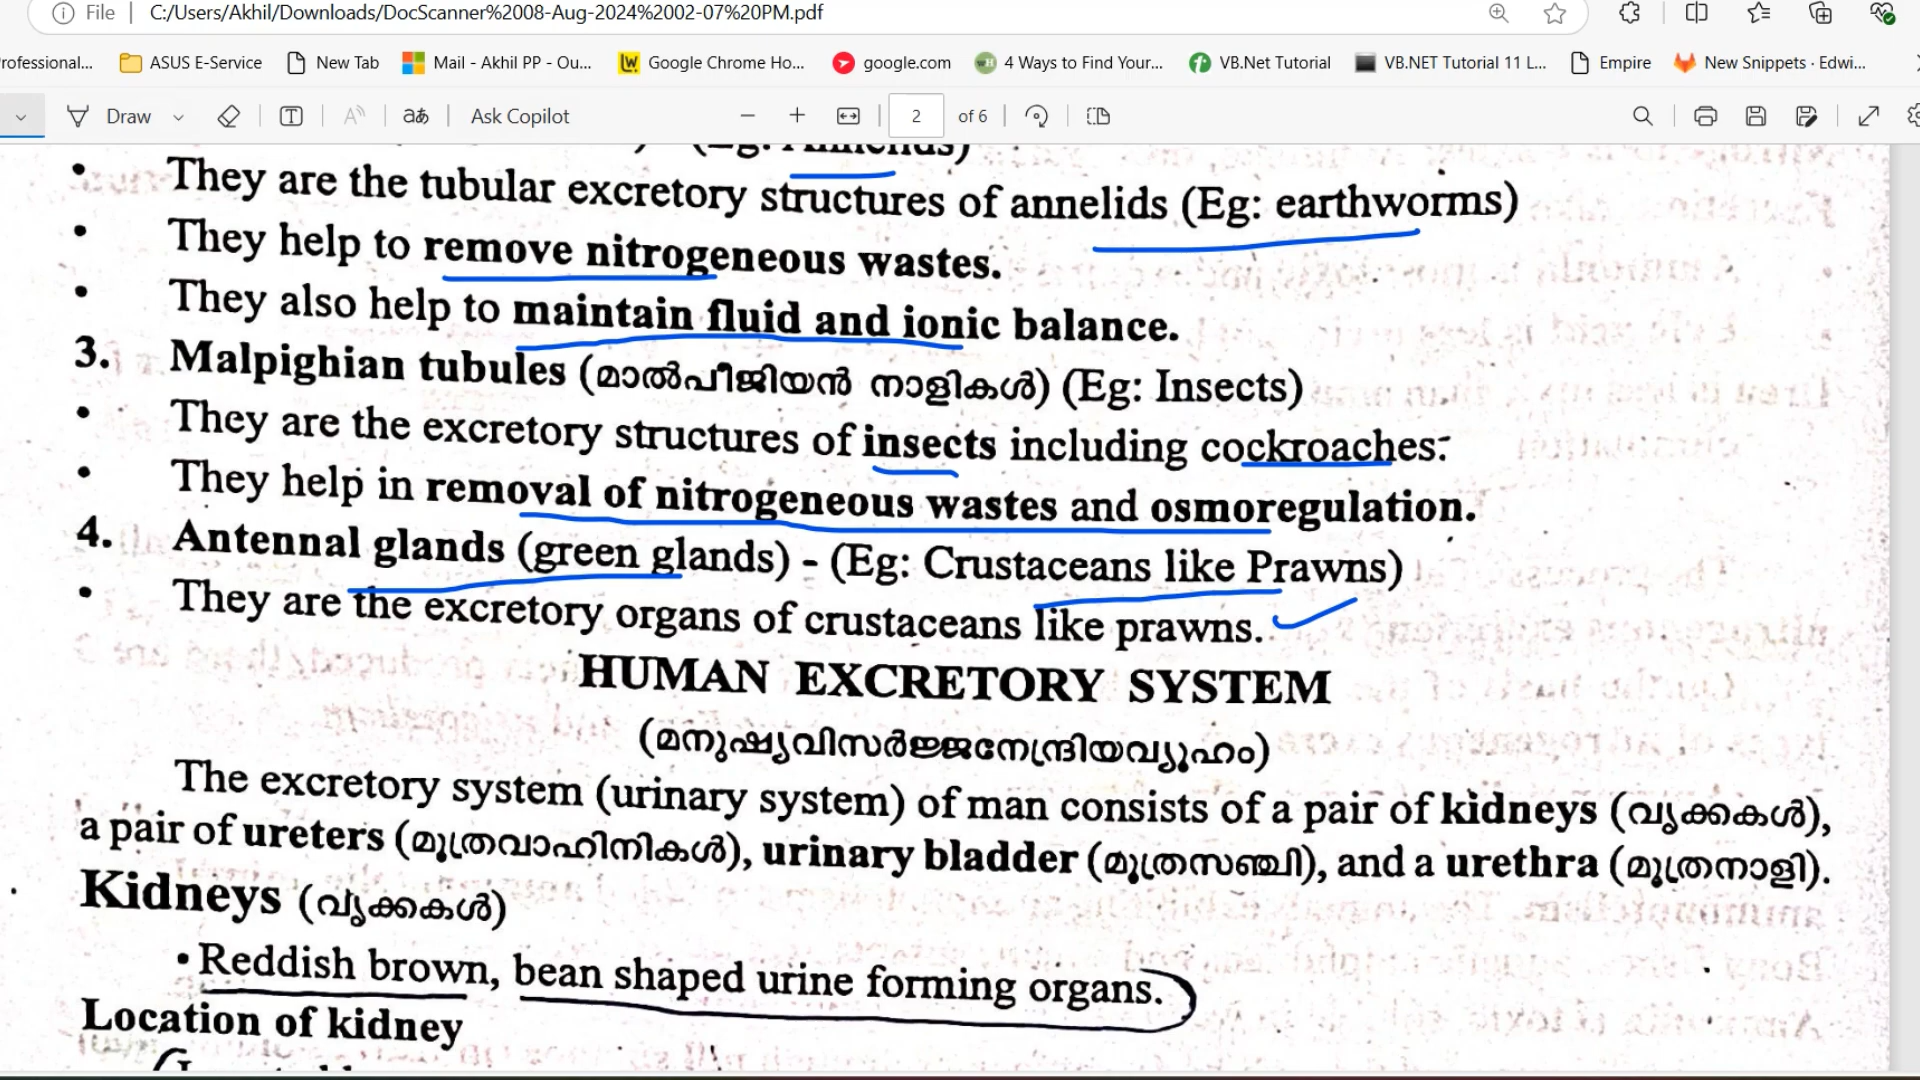 File C:/Users/Akhil/Downloads/DocScanner%2008-Aug-2024%2002-07%20PM.pdf
rofessional... ASUS E-Service New Tab Mail - Akhil PP - Ou... Google Chrome Ho... google.com 4 Ways to Find Your... VB.Net Tutorial VB.NET Tutorial 11 L... Empire New Snippets · Edwi...
Draw T aあ Ask Copilot 2 of 6
(Eg: Annelids)
• They are the tubular excretory structures of annelids (Eg: earthworms)
• They help to remove nitrogeneous wastes.
• They also help to maintain fluid and ionic balance.
3. Malpighian tubules (മാൽപീജിയൻ നാളികൾ) (Eg: Insects)
• They are the excretory structures of insects including cockroaches.
• They help in removal of nitrogeneous wastes and osmoregulation.
4. Antennal glands (green glands) - (Eg: Crustaceans like Prawns)
• They are the excretory organs of crustaceans like prawns.
HUMAN EXCRETORY SYSTEM
(മനുഷ്യവിസർജ്ജനേന്ദ്രിയവ്യൂഹം)
The excretory system (urinary system) of man consists of a pair of kidneys (വൃക്കകൾ),
a pair of ureters (മൂത്രവാഹിനികൾ), urinary bladder (മൂത്രസഞ്ചി), and a urethra (മൂത്രനാളി).
Kidneys (വൃക്കകൾ)
• Reddish brown, bean shaped urine forming organs.
Location of kidney